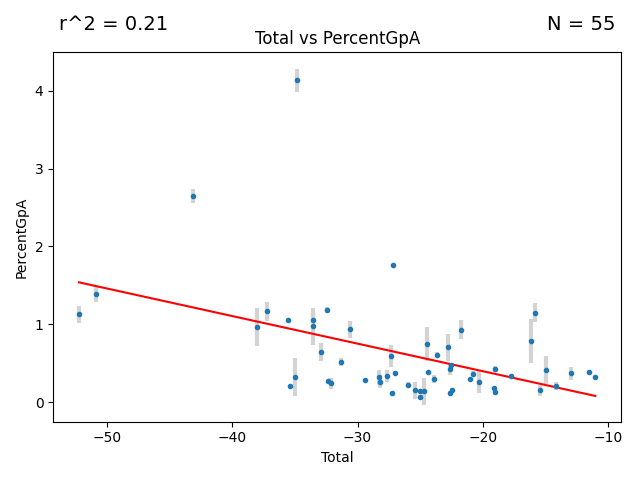 r^2 = 0.21
N = 55
Total vs PercentGpA
PercentGpA
4
3
2
1
0
−50
−40
−30
−20
−10
Total